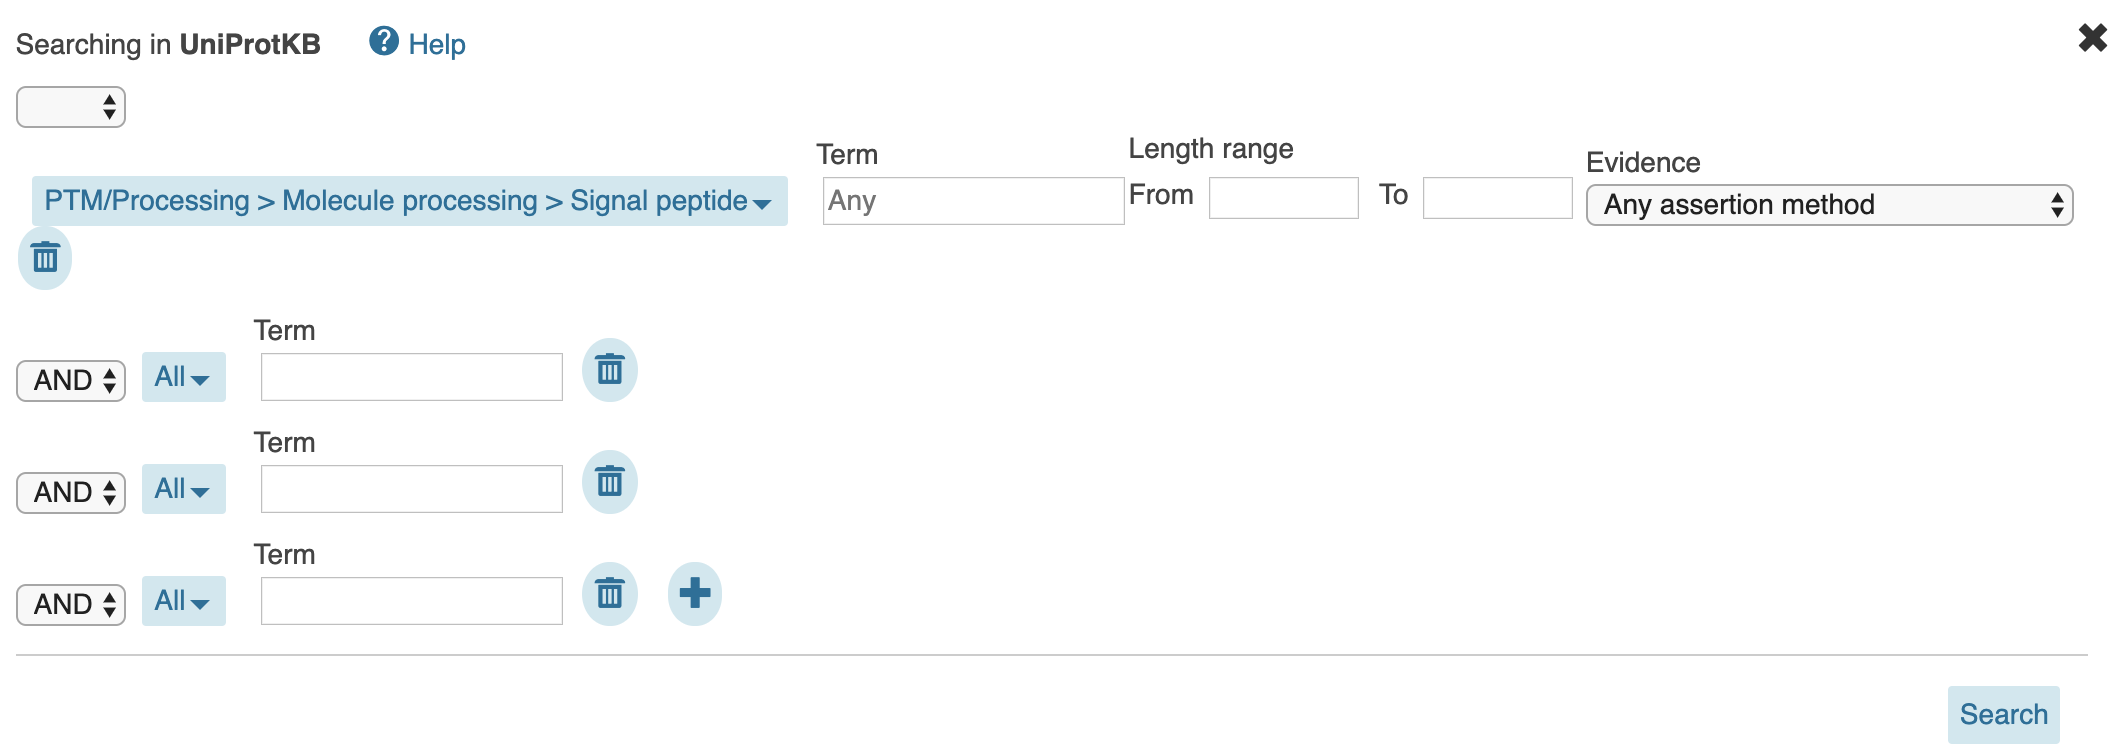 Searching in UniProtKB
? Help
Term
Length range
Evidence
PTM/Processing > Molecule processing > Signal peptide
Any
From
To
Any assertion method
Term
AND
All
Term
AND
All
Term
AND
All
Search